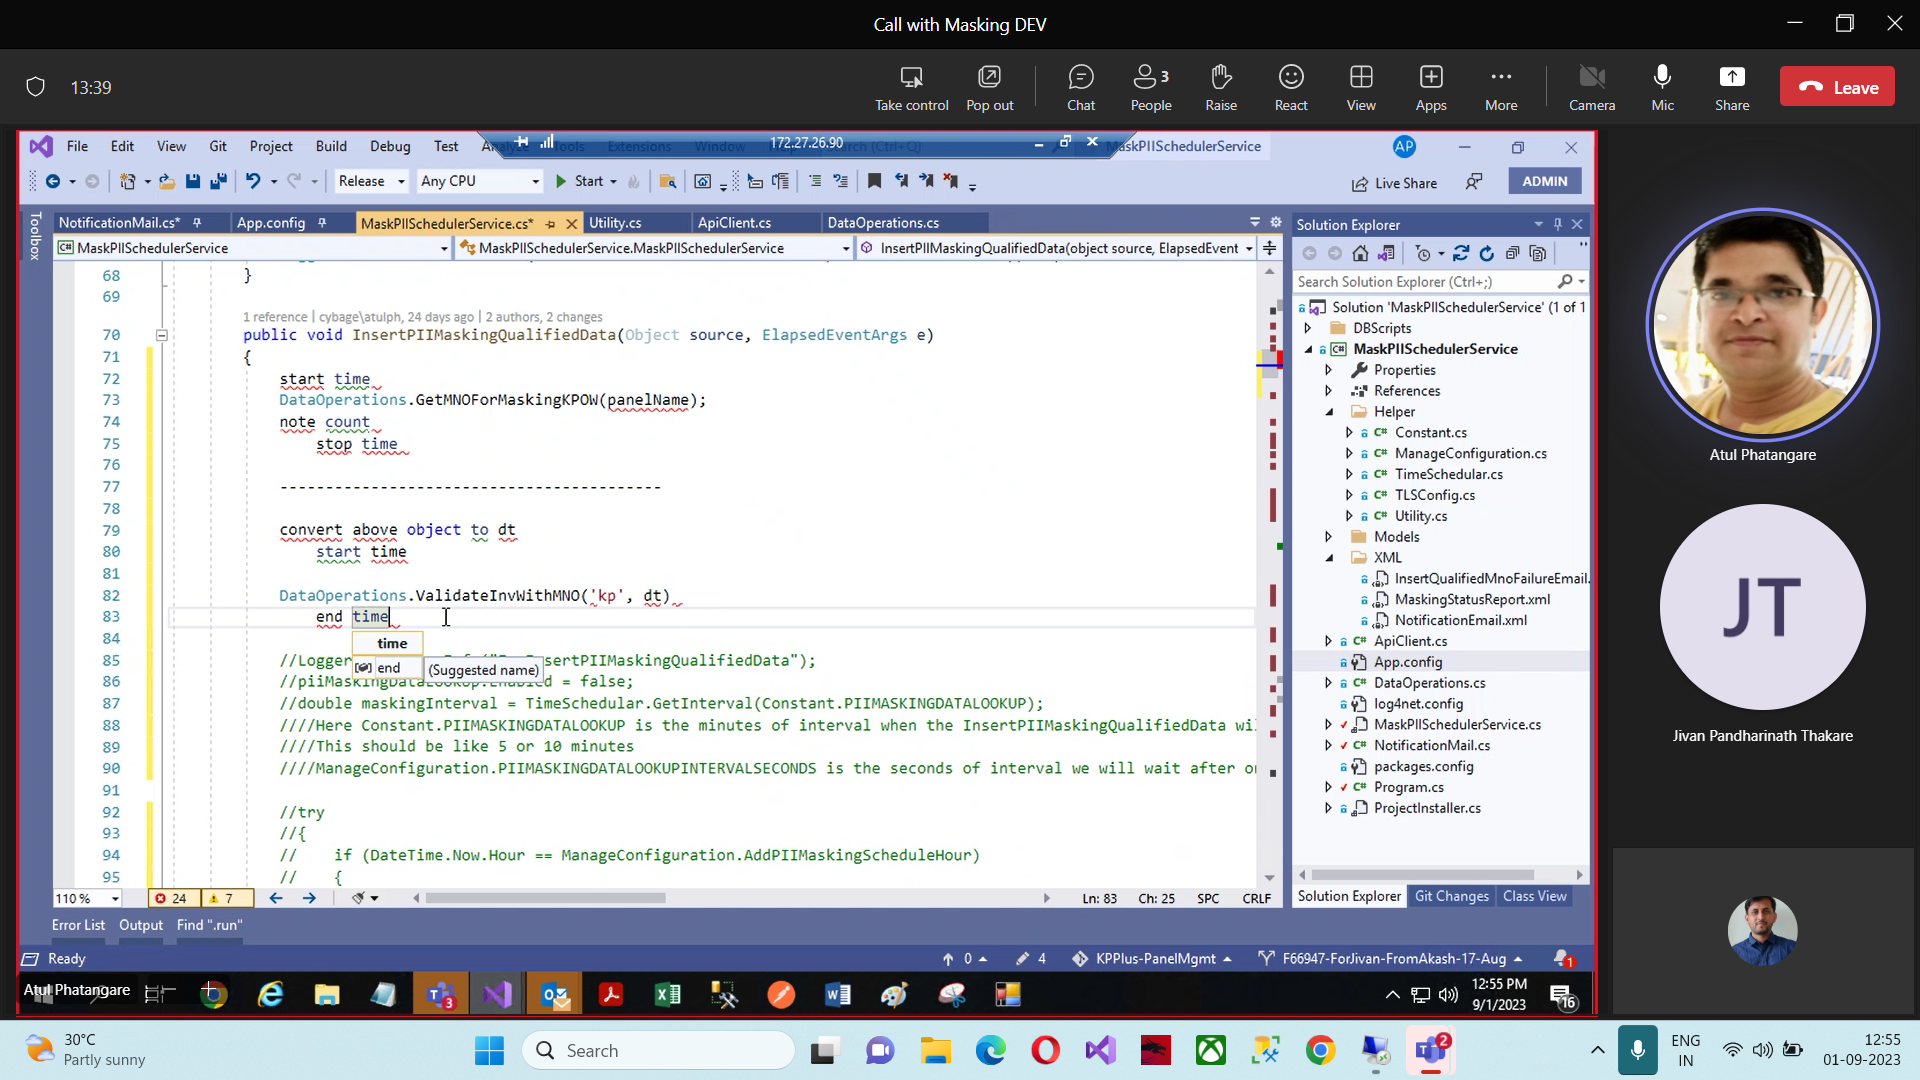 Call with Masking DEV
13:39
Take control
Pop out
Chat
People
3
Raise
React
View
Apps
More
Camera
Mic
Share
Leave
172.27.26.90
File Edit View Git Project Build Debug Test
Search (Ctrl+Q)
MaskPIISchedulerService
AP
Release
Any CPU
Start
Live Share
ADMIN
Toolbox
NotificationMail.cs*
App.config
MaskPIISchedulerService.cs*
Utility.cs
ApiClient.cs
DataOperations.cs
MaskPIISchedulerService
MaskPIISchedulerService.MaskPIISchedulerService
InsertPIIMaskingQualifiedData(object source, ElapsedEvent
68 }
69
1 reference | cybage\atulph, 24 days ago | 2 authors, 2 changes
70 public void InsertPIIMaskingQualifiedData(Object source, ElapsedEventArgs e)
71 {
72 start time
73 DataOperations.GetMNOForMaskingKPOW(panelName);
74 note count
75 stop time
76
77 ------------------------------------------
78
79 convert above object to dt
80 start time
81
82 DataOperations.ValidateInvWithMNO('kp', dt)
83 end time
84
time
end
(Suggested name)
85 //Logger InsertPIIMaskingQualifiedData");
86 //piiMaskingDataLookup.Enabled = false;
87 //double maskingInterval = TimeSchedular.GetInterval(Constant.PIIMASKINGDATALOOKUP);
88 ////Here Constant.PIIMASKINGDATALOOKUP is the minutes of interval when the InsertPIIMaskingQualifiedData wi
89 ////This should be like 5 or 10 minutes
90 ////ManageConfiguration.PIIMASKINGDATALOOKUPINTERVALSECONDS is the seconds of interval we will wait after o
91
92 //try
93 //{
94 // if (DateTime.Now.Hour == ManageConfiguration.AddPIIMaskingScheduleHour)
95 // {
110 %
24
7
Ln: 83 Ch: 25 SPC CRLF
Solution Explorer
Search Solution Explorer (Ctrl+;)
Solution 'MaskPIISchedulerService' (1 of 1
DBScripts
MaskPIISchedulerService
Properties
References
Helper
C# Constant.cs
C# ManageConfiguration.cs
C# TimeSchedular.cs
C# TLSConfig.cs
C# Utility.cs
Models
XML
InsertQualifiedMnoFailureEmail.
MaskingStatusReport.xml
NotificationEmail.xml
C# ApiClient.cs
App.config
C# DataOperations.cs
log4net.config
MaskPIISchedulerService.cs
C# NotificationMail.cs
packages.config
C# Program.cs
ProjectInstaller.cs
Solution Explorer
Git Changes
Class View
Error List
Output
Find ".run"
Ready
0
4
KPPlus-PanelMgmt
F66947-ForJivan-FromAkash-17-Aug
1
Atul Phatangare
3
12:55 PM
9/1/2023
16
Atul Phatangare
JT
Jivan Pandharinath Thakare
30°C
Partly sunny
Search
2
ENG
IN
12:55
01-09-2023